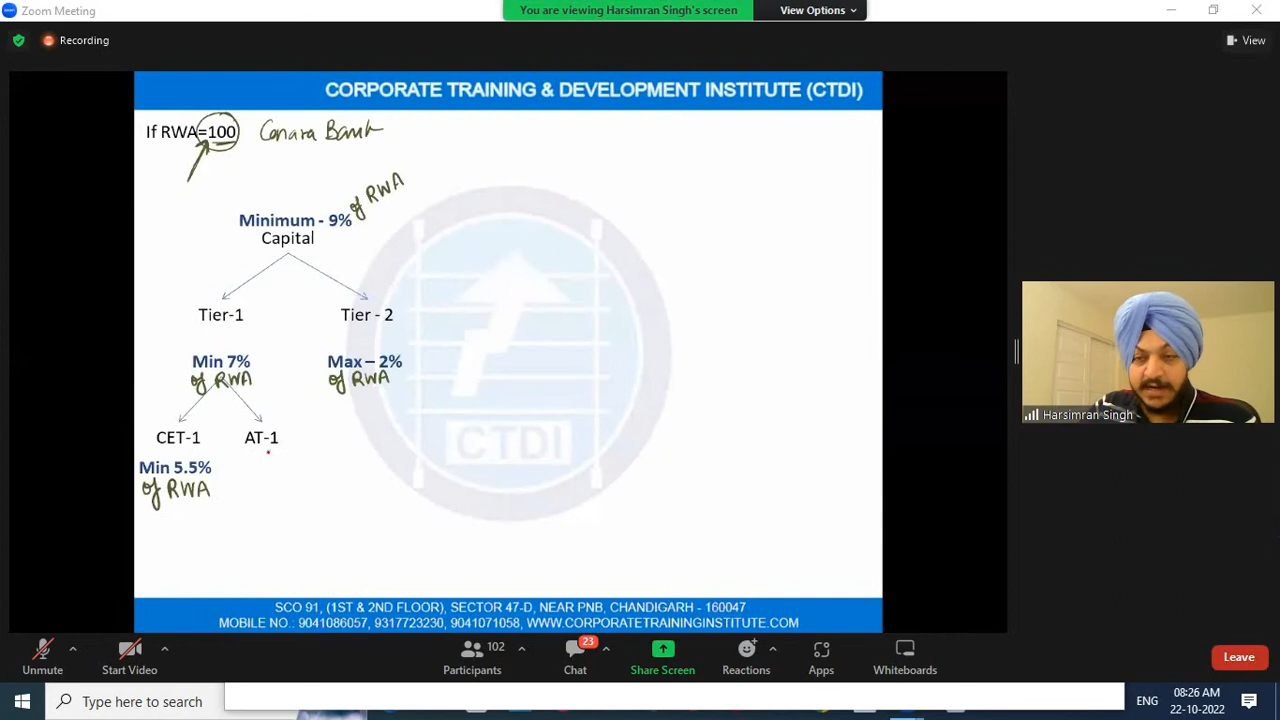 Zoom Meeting
You are viewing Harsimran Singh's screen
View Options
Recording
View
CORPORATE TRAINING & DEVELOPMENT INSTITUTE (CTDI)
If RWA=100 Canara Bank
of RWA
Minimum - 9%
Capital
Tier-1 Tier - 2
Min 7% Max – 2%
of RWA of RWA
CET-1 AT-1
Min 5.5%
of RWA
CTDI
Harsimran Singh
SCO 91, (1ST & 2ND FLOOR), SECTOR 47-D, NEAR PNB, CHANDIGARH - 160047
MOBILE NO.: 9041086057, 9317723230, 9041071058, WWW.CORPORATETRAININGINSTITUTE.COM
102 23
Unmute Start Video Participants Chat Share Screen Reactions Apps Whiteboards Leave
Type here to search
ENG
08:26 AM
22-10-2022